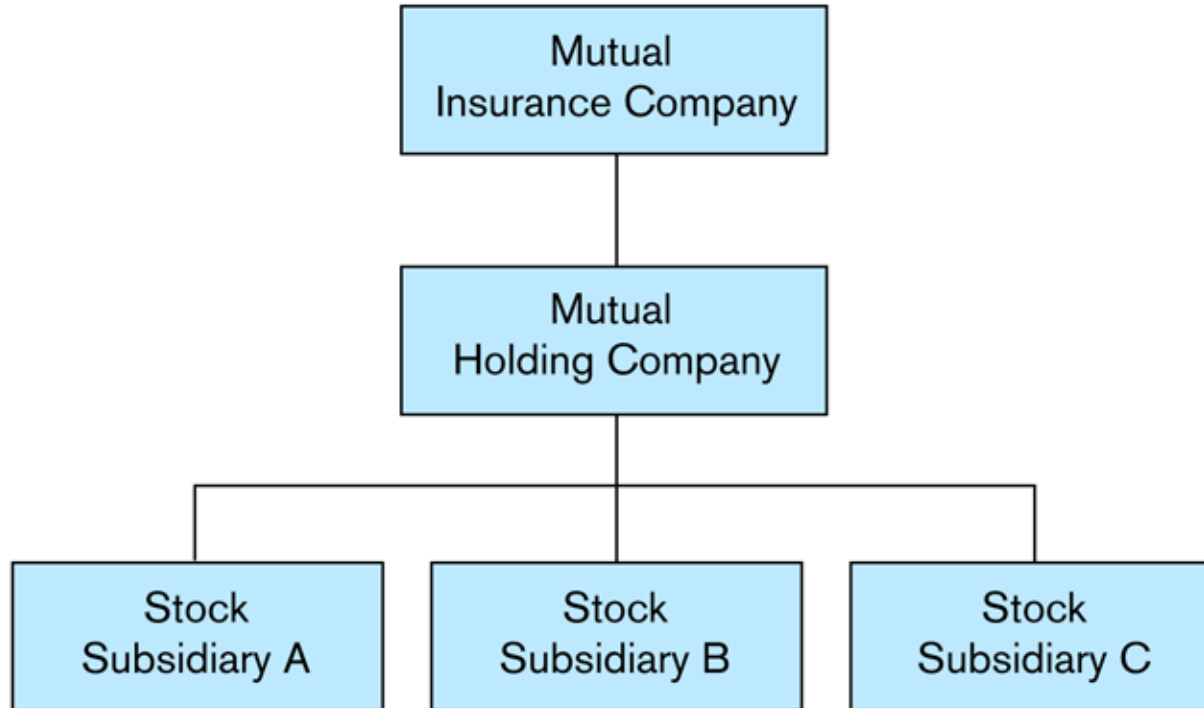 Mutual
Insurance Company
Mutual
Holding Company
Stock
Subsidiary A
Stock
Subsidiary B
Stock
Subsidiary C